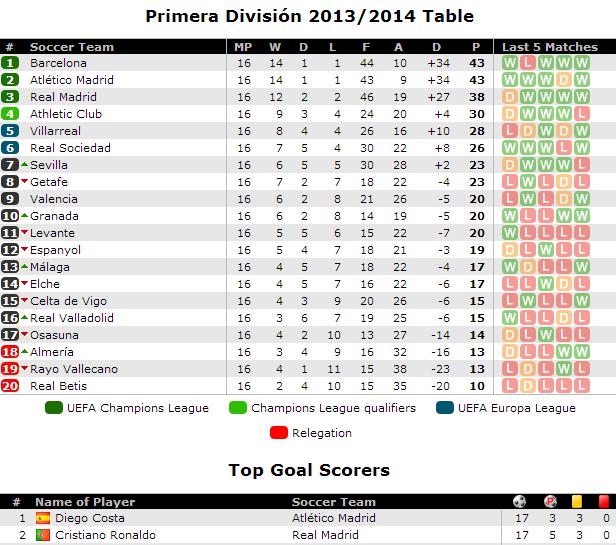 Primera División 2013/2014 Table
# Soccer Team MP W D L F A D P Last 5 Matches
1 Barcelona 16 14 1 1 44 10 +34 43 W L W W W
2 Atlético Madrid 16 14 1 1 43 9 +34 43 W W W D W
3 Real Madrid 16 12 2 2 46 19 +27 38 D W W W W
4 Athletic Club 16 9 3 4 24 20 +4 30 D W W W L
5 Villarreal 16 8 4 4 26 16 +10 28 L D W D W
6 Real Sociedad 16 7 5 4 30 22 +8 26 W W W L W
7 Sevilla 16 6 5 5 30 28 +2 23 D W W W L
8 Getafe 16 7 2 7 18 22 -4 23 L W L D L
9 Valencia 16 6 2 8 21 26 -5 20 L W L D W
10 Granada 16 6 2 8 14 19 -5 20 W L L W W
11 Levante 16 5 5 6 15 22 -7 20 W L L L L
12 Espanyol 16 5 4 7 18 21 -3 19 D L W L L
13 Málaga 16 4 5 7 18 22 -4 17 W D L L W
14 Elche 16 4 5 7 16 22 -6 17 L L W L D
15 Celta de Vigo 16 4 3 9 20 26 -6 15 L W L L W
16 Real Valladolid 16 3 6 7 19 25 -6 15 W L L D L
17 Osasuna 16 4 2 10 13 27 -14 14 D L W L L
18 Almería 16 3 4 9 16 32 -16 13 D L L W W
19 Rayo Vallecano 16 4 1 11 15 38 -23 13 L D L W L
20 Real Betis 16 2 4 10 15 35 -20 10 L D L L L
UEFA Champions League Champions League qualifiers UEFA Europa League
Relegation
Top Goal Scorers
# Name of Player Soccer Team P
1 Diego Costa Atlético Madrid 17 3 3 0
2 Cristiano Ronaldo Real Madrid 17 5 3 0